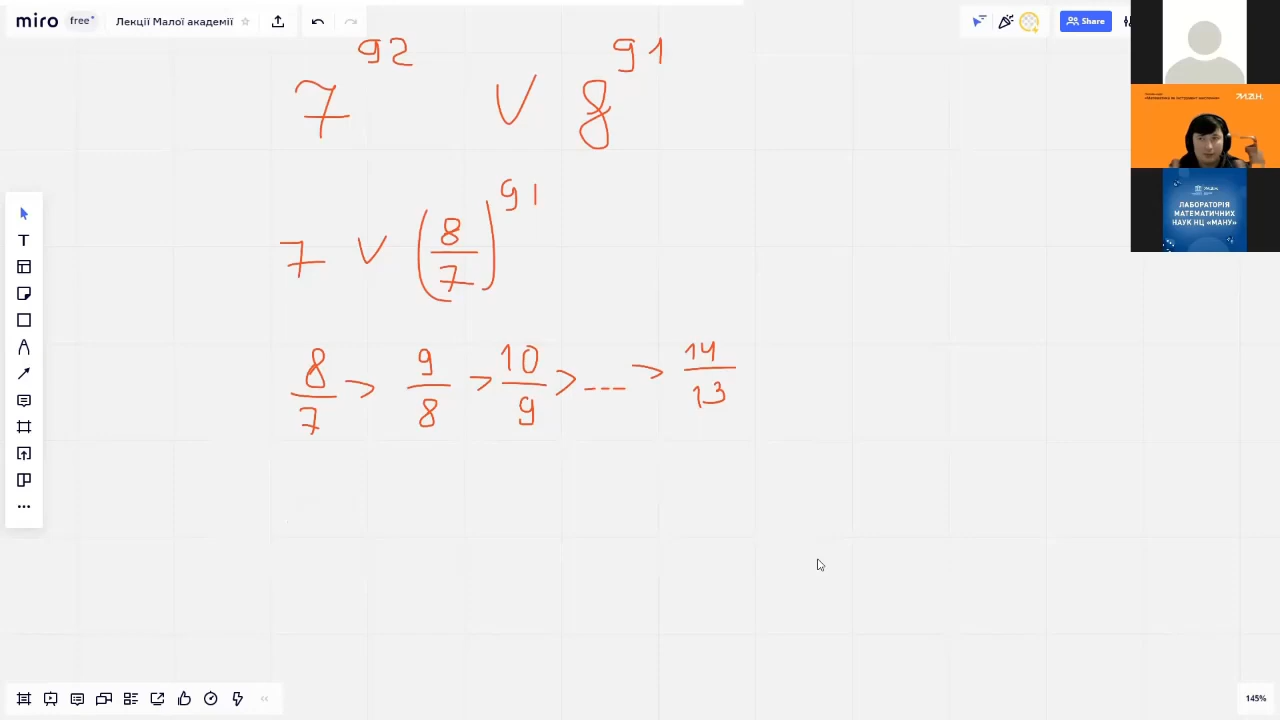 miro free Лекції Малої академії
Share
7^92 V 8^91
7 V (8/7)^91
8/7 > 9/8 > 10/9 > --- > 14/13
ЛАБОРАТОРІЯ
МАТЕМАТИЧНИХ
НАУК НЦ «МАНУ»
145%